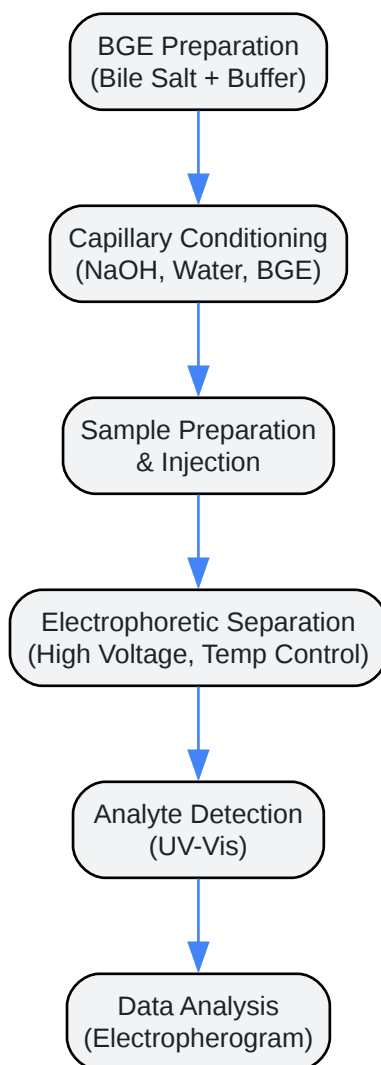 BGE Preparation
(Bile Salt + Buffer)
Capillary Conditioning
(NaOH, Water, BGE)
Sample Preparation
& Injection
Electrophoretic Separation
(High Voltage, Temp Control)
Analyte Detection
(UV-Vis)
Data Analysis
(Electropherogram)